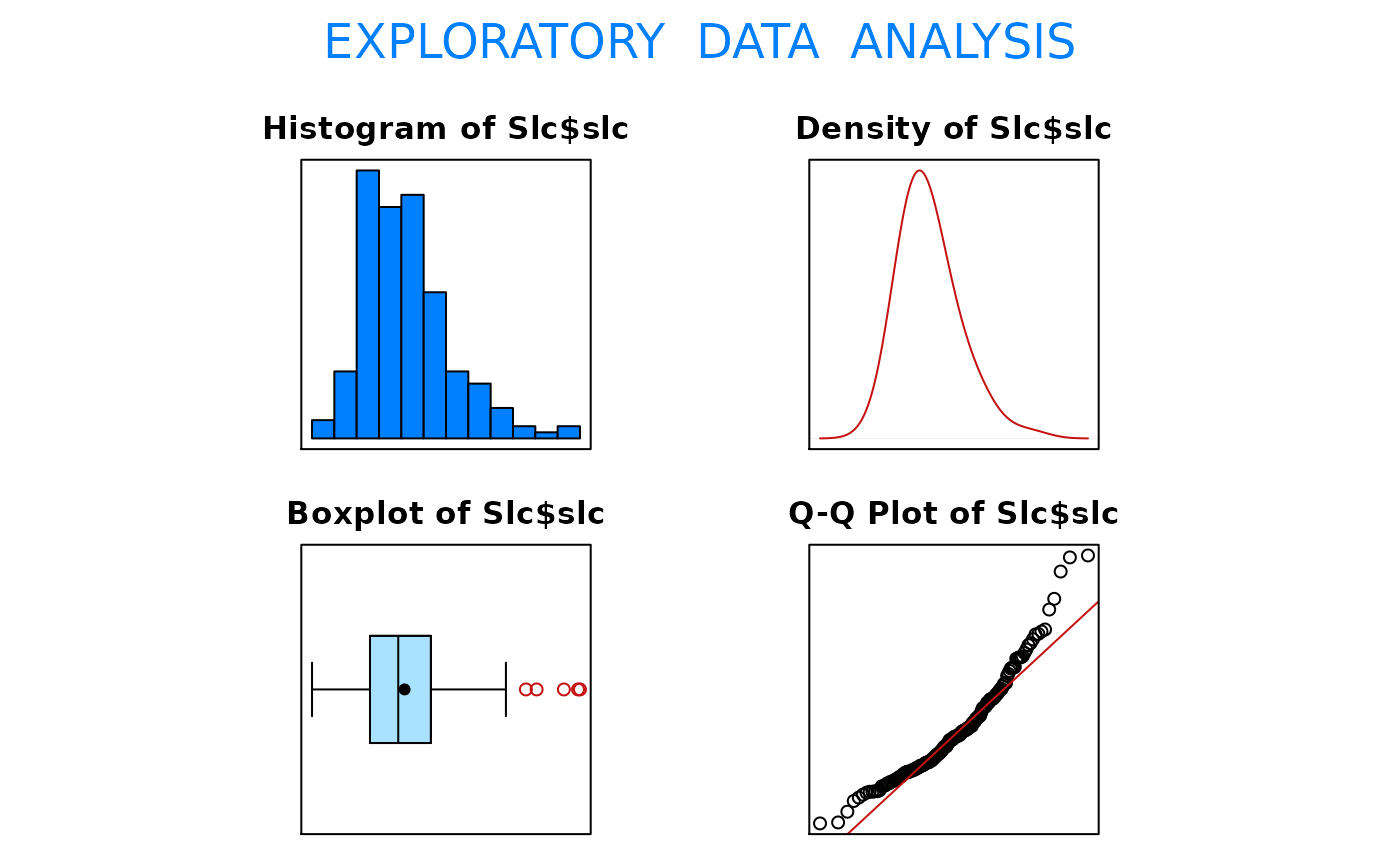 EXPLORATORY DATA ANALYSIS
Histogram of Slc$slc
Density of Slc$slc
Boxplot of Slc$slc
Q-Q Plot of Slc$slc